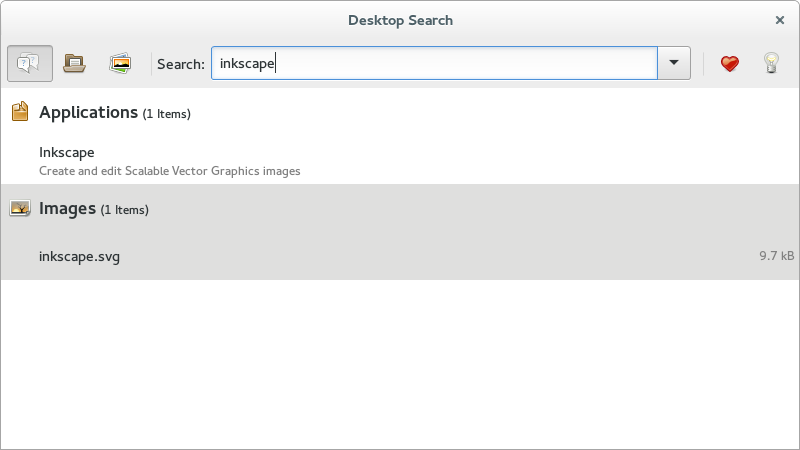 Desktop Search
Search: inkscape
Applications (1 Items)
Inkscape
Create and edit Scalable Vector Graphics images
Images (1 Items)
inkscape.svg 9.7 kB